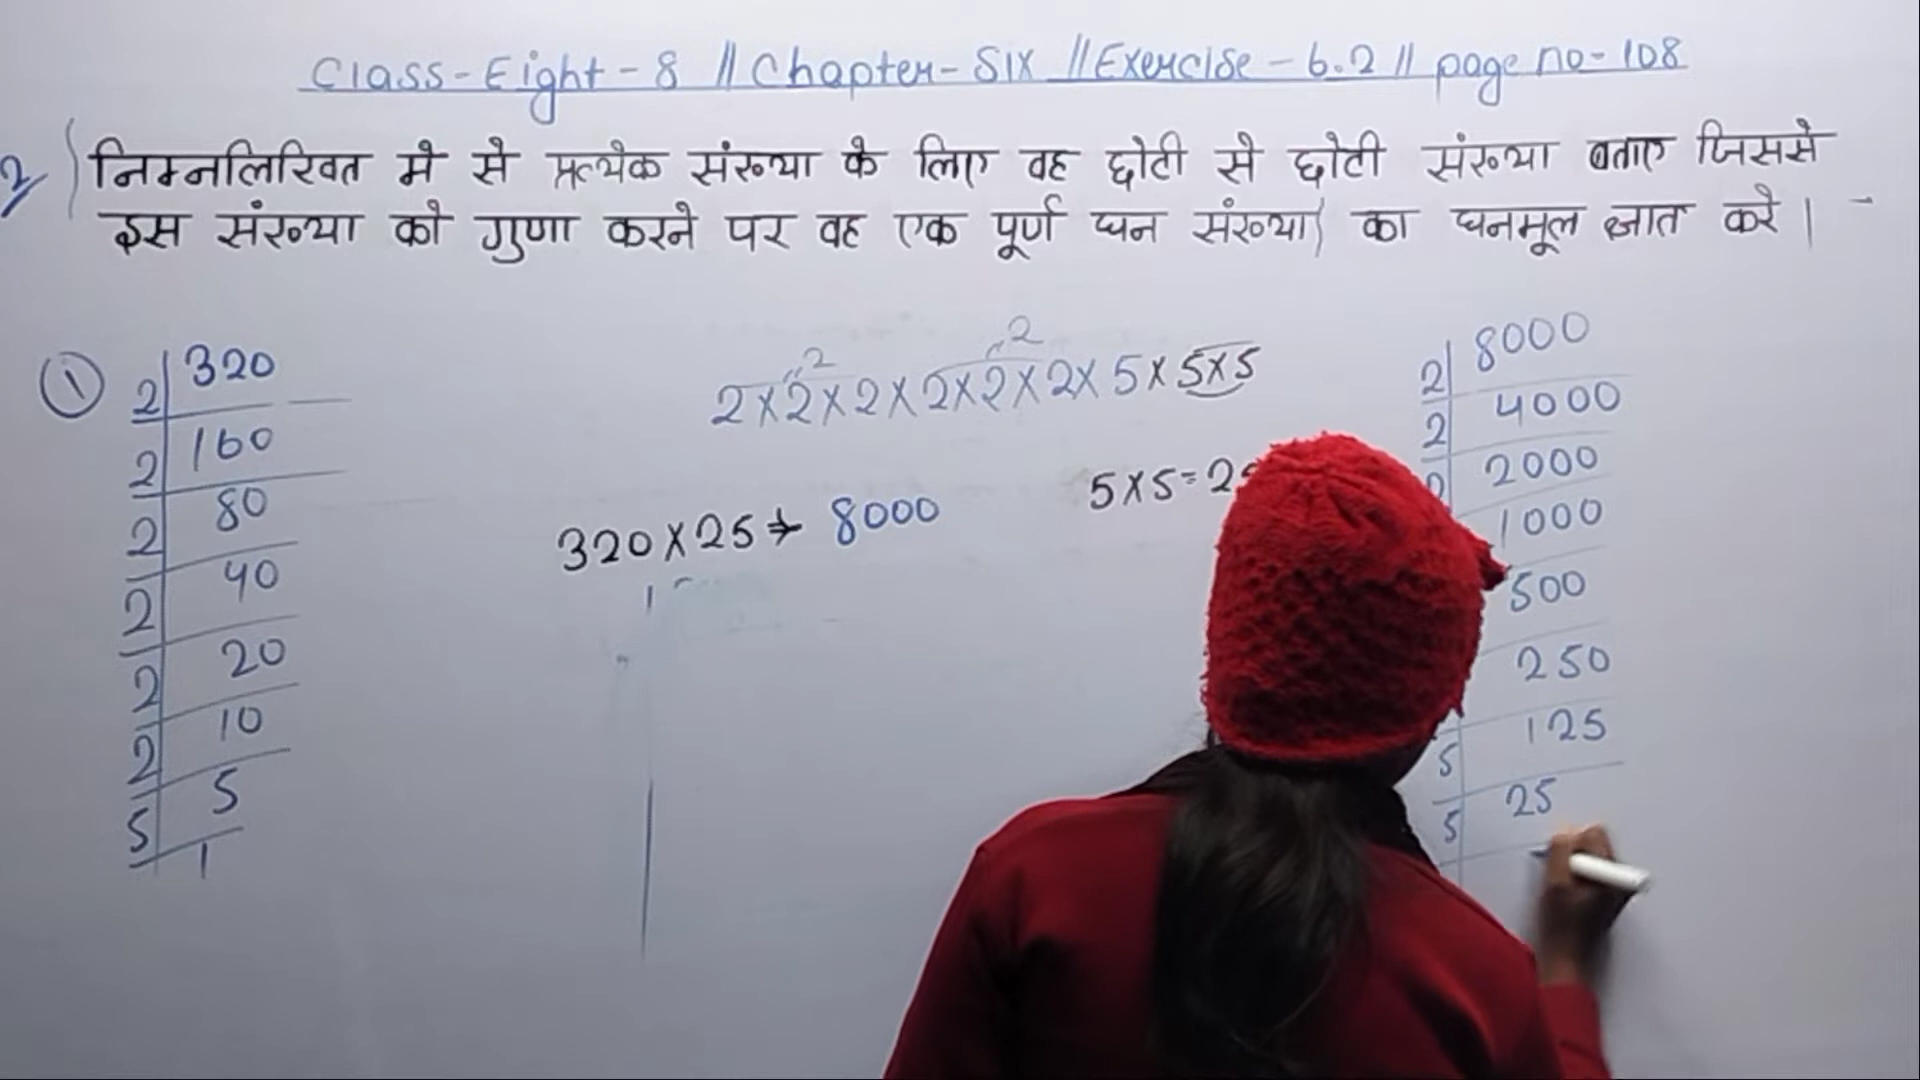 Class-Eight-8 || Chapter-Six || Exercise-6.2 || page no-108
2) निम्नलिखित मे से प्रत्येक संख्या के लिए वह छोटी से छोटी संख्या बताए जिससे
इस संख्या को गुणा करने पर वह एक पूर्ण घन संख्या) का घनमूल ज्ञात करे। -
1
2 | 320
2 | 160
2 | 80
2 | 40
2 | 20
2 | 10
5 | 5
1
2 2
2×2×2×2×2×2×5×5×5
5×5=2
320×25→ 8000
2 | 8000
2 | 4000
2000
1000
500
250
5 | 125
5 | 25